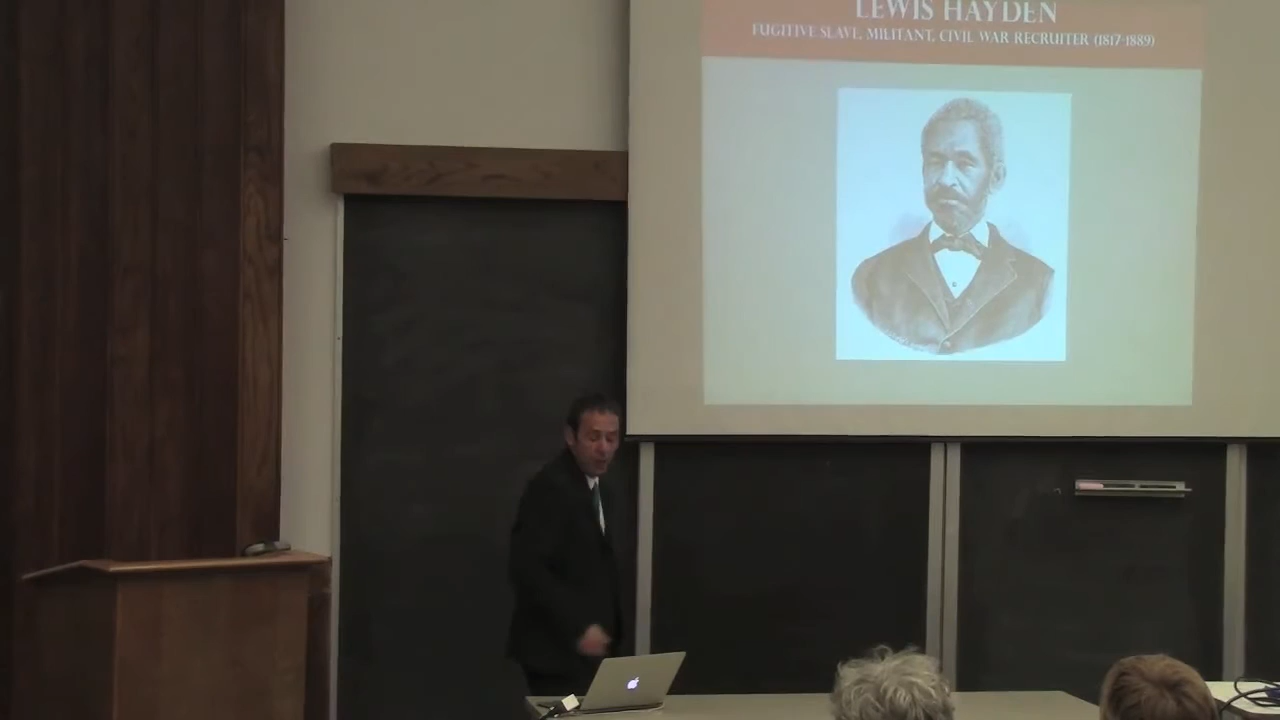 LEWIS HAYDEN
FUGITIVE SLAVE, MILITANT, CIVIL WAR RECRUITER (1817-1889)